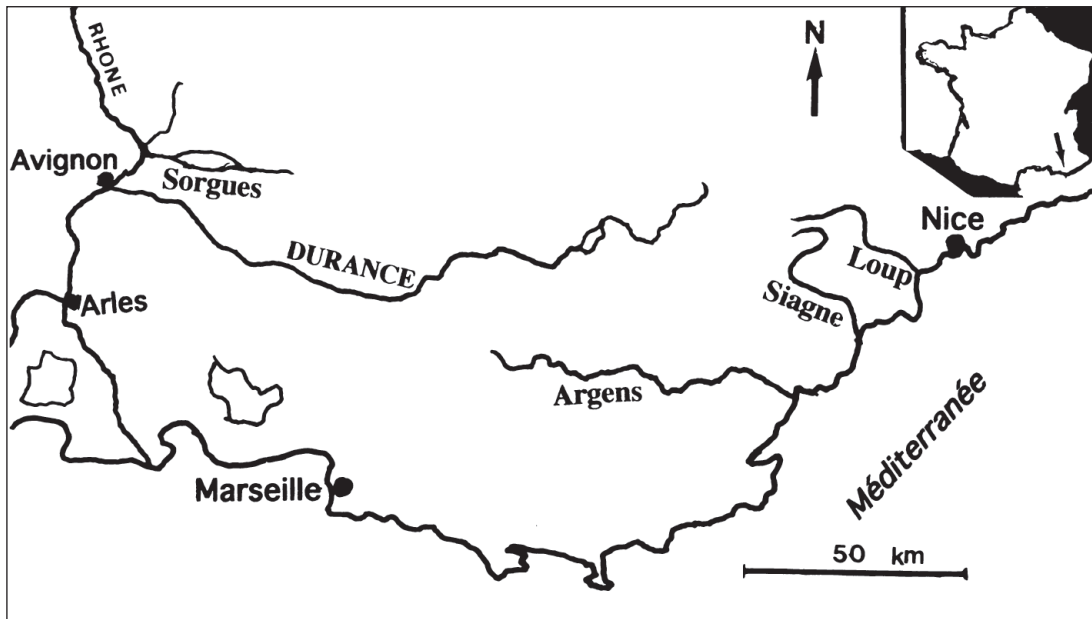 RHONE
N
Avignon
Sorgues
Nice
DURANCE
Loup
Siagne
Arles
Argens
Méditerranée
Marseille
50 km